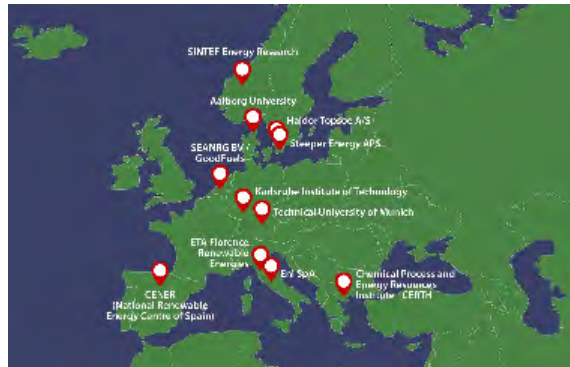 SINTEF Energy Research
Aalborg University
Haldor Topsoe A/S
Steeper Energy APS
SEANRG BV /
GoodFuels
Karlsruhe Institute of Technology
Technical University of Munich
ETA Florence
Renewable
Energies
Eni SpA
Chemical Process and
Energy Resources
Institute - CERTH
CENER
(National Renewable
Energy Centre of Spain)